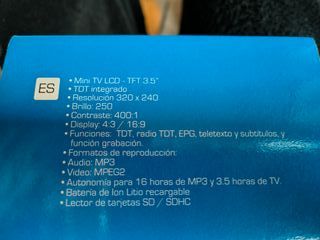 ES
• Mini TV LCD - TFT 3.5"
• TDT integrado
• Resolución 320 x 240
• Brillo: 250
• Contraste: 400:1
• Display: 4:3 / 16:9
• Funciones: TDT, radio TDT, EPG, teletexto y subtítulos, y
función grabación.
• Formatos de reproducción:
• Audio: MP3
• Video: MPEG2
• Autonomía para 16 horas de MP3 y 3.5 horas de TV.
• Batería de Ion Litio recargable
• Lector de tarjetas SD / SDHC